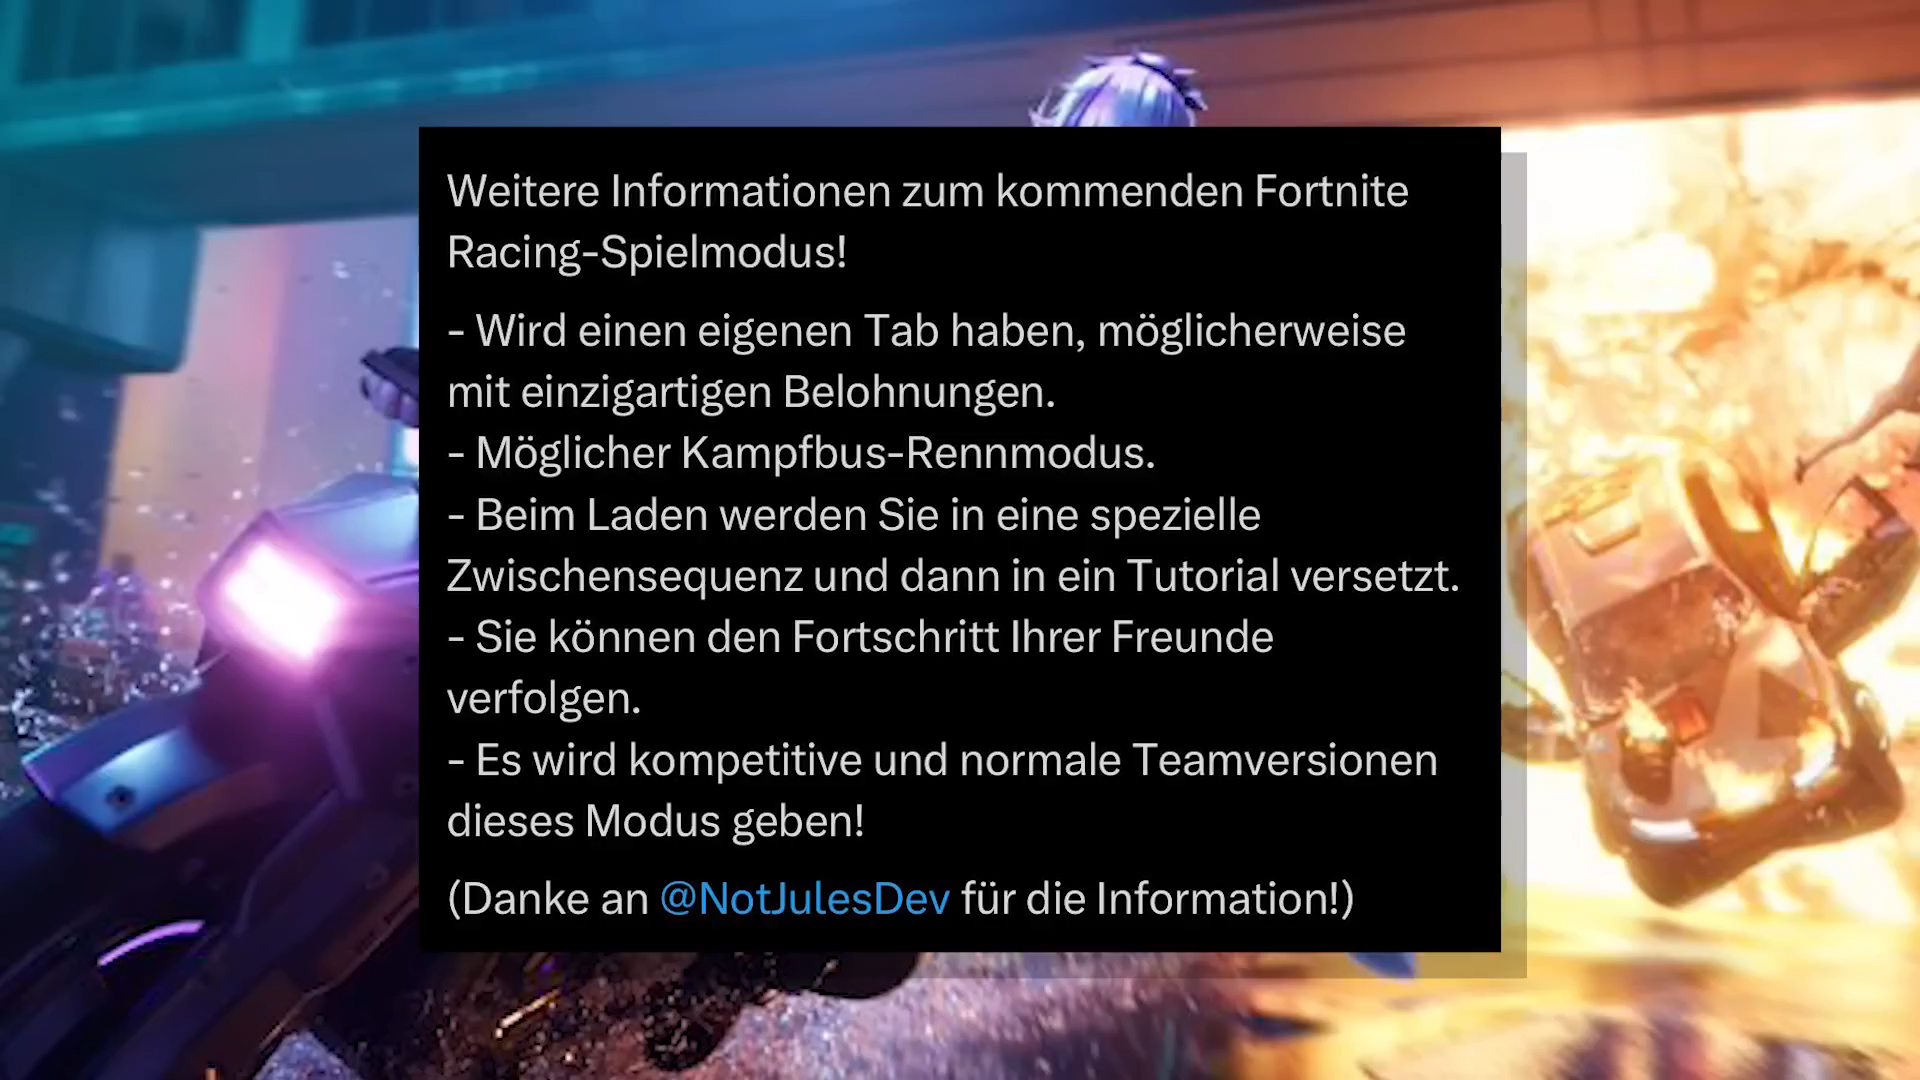 Weitere Informationen zum kommenden Fortnite
Racing-Spielmodus!
- Wird einen eigenen Tab haben, möglicherweise
mit einzigartigen Belohnungen.
- Möglicher Kampfbus-Rennmodus.
- Beim Laden werden Sie in eine spezielle
Zwischensequenz und dann in ein Tutorial versetzt.
- Sie können den Fortschritt Ihrer Freunde
verfolgen.
- Es wird kompetitive und normale Teamversionen
dieses Modus geben!
(Danke an @NotJulesDev für die Information!)